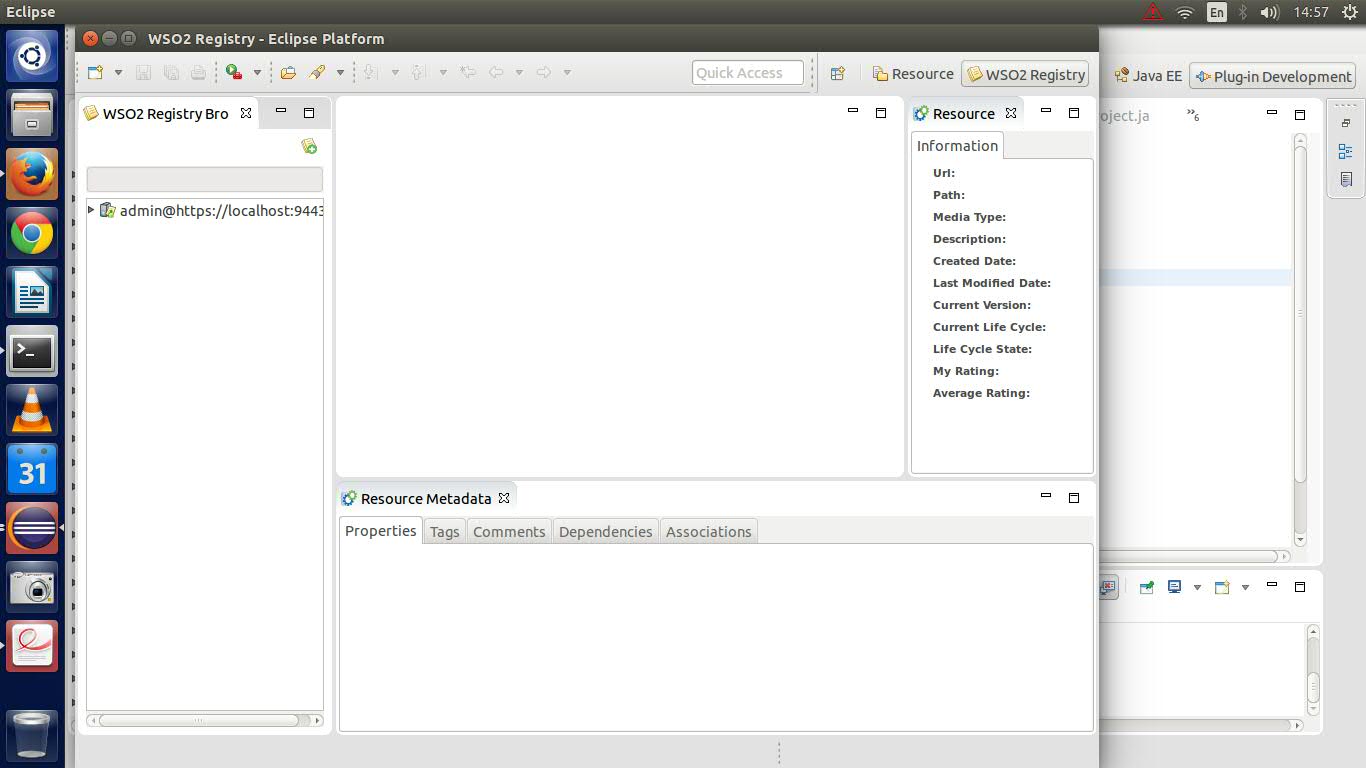 Eclipse
En
14:57
WSO2 Registry - Eclipse Platform
Quick Access
Resource
WSO2 Registry
Java EE
Plug-in Development
WSO2 Registry Bro
admin@https://localhost:9443
Resource
Information
Url:
Path:
Media Type:
Description:
Created Date:
Last Modified Date:
Current Version:
Current Life Cycle:
Life Cycle State:
My Rating:
Average Rating:
oject.ja
»6
31
Resource Metadata
Properties
Tags
Comments
Dependencies
Associations